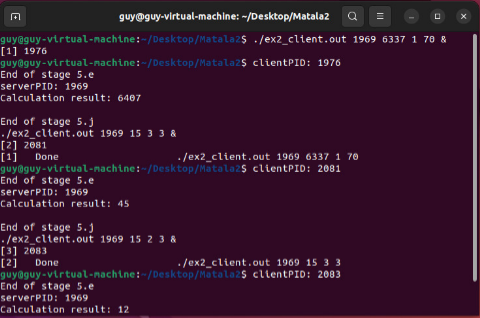 guy@guy-virtual-machine: ~/Desktop/Matala2
guy@guy-virtual-machine:~/Desktop/Matala2$ ./ex2_client.out 1969 6337 1 70 &
[1] 1976
guy@guy-virtual-machine:~/Desktop/Matala2$ clientPID: 1976
End of stage 5.e
serverPID: 1969
Calculation result: 6407
End of stage 5.j
./ex2_client.out 1969 15 3 3 &
[2] 2081
[1]   Done                    ./ex2_client.out 1969 6337 1 70
guy@guy-virtual-machine:~/Desktop/Matala2$ clientPID: 2081
End of stage 5.e
serverPID: 1969
Calculation result: 45
End of stage 5.j
./ex2_client.out 1969 15 2 3 &
[3] 2083
[2]   Done                    ./ex2_client.out 1969 15 3 3
guy@guy-virtual-machine:~/Desktop/Matala2$ clientPID: 2083
End of stage 5.e
serverPID: 1969
Calculation result: 12